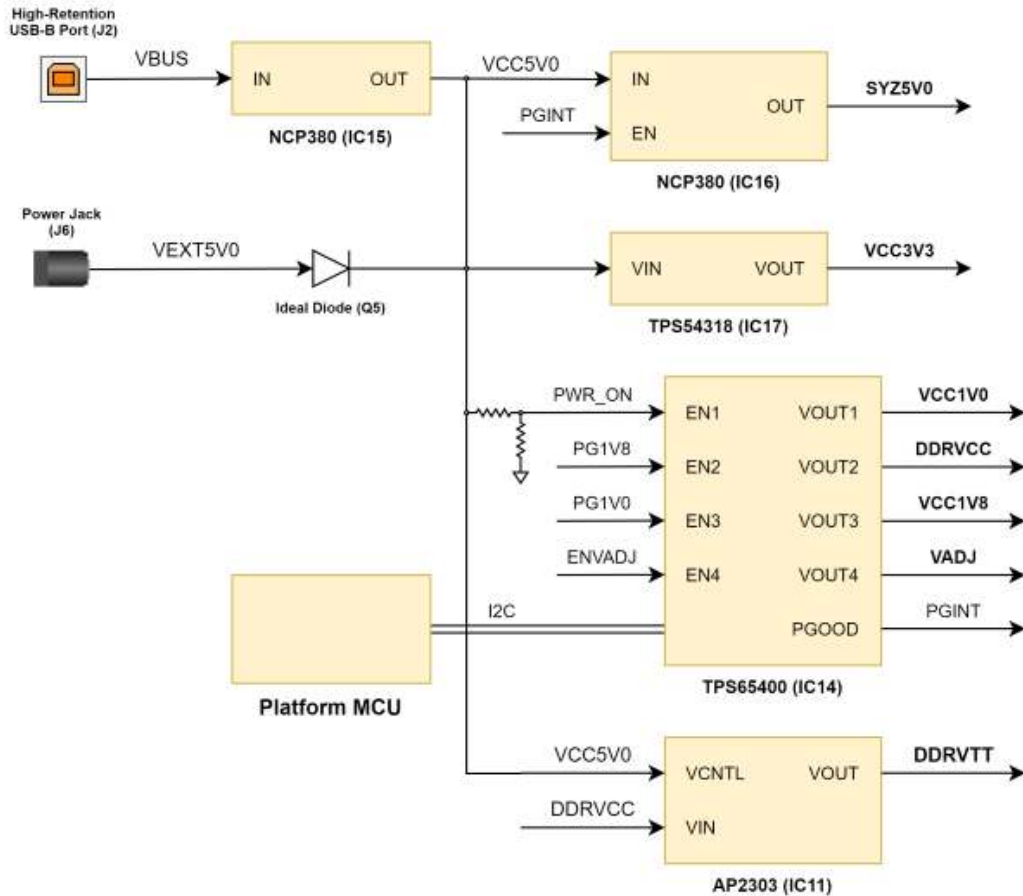 High-Retention
USB-B Port (J2)
VBUS
IN
OUT
NCP380 (IC15)
VCC5V0
PGINT
IN
EN
OUT
NCP380 (IC16)
SYZ5V0
Power Jack
(J6)
VEXT5V0
Ideal Diode (Q5)
VIN
VOUT
TPS54318 (IC17)
VCC3V3
PWR_ON
PG1V8
PG1V0
ENVADJ
I2C
EN1
EN2
EN3
EN4
VOUT1
VOUT2
VOUT3
VOUT4
PGOOD
TPS65400 (IC14)
VCC1V0
DDRVCC
VCC1V8
VADJ
PGINT
Platform MCU
VCC5V0
DDRVCC
VCNTL
VIN
VOUT
AP2303 (IC11)
DDRVTT